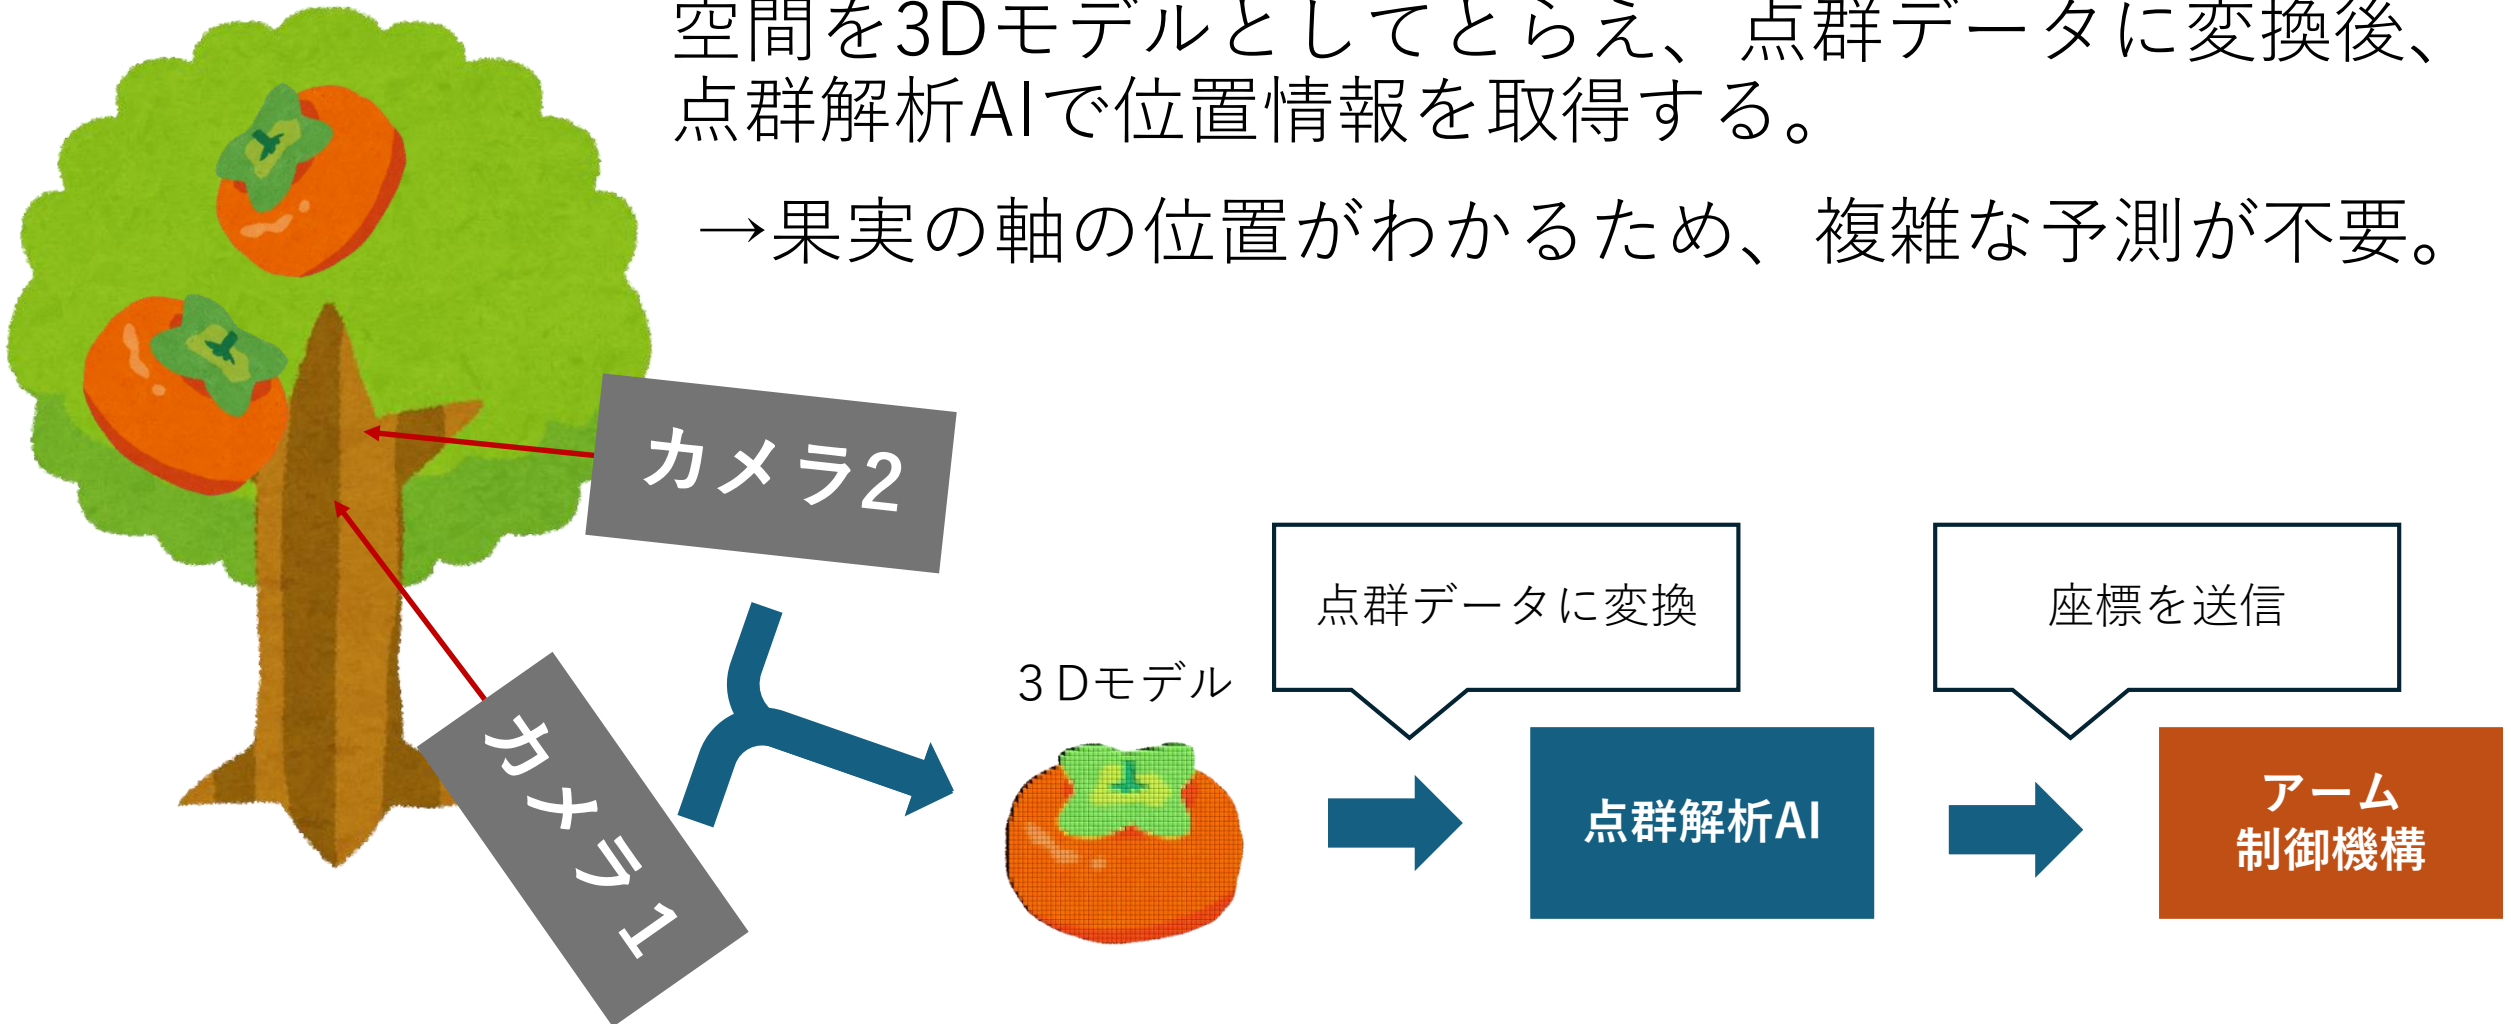 空間を3Dモデルとしてとらえ、点群データに変換後、
点群解析AIで位置情報を取得する。
→果実の軸の位置がわかるため、複雑な予測が不要。
カメラ2
カメラ1
3Dモデル
点群データに変換
座標を送信
点群解析AI
アーム
制御機構